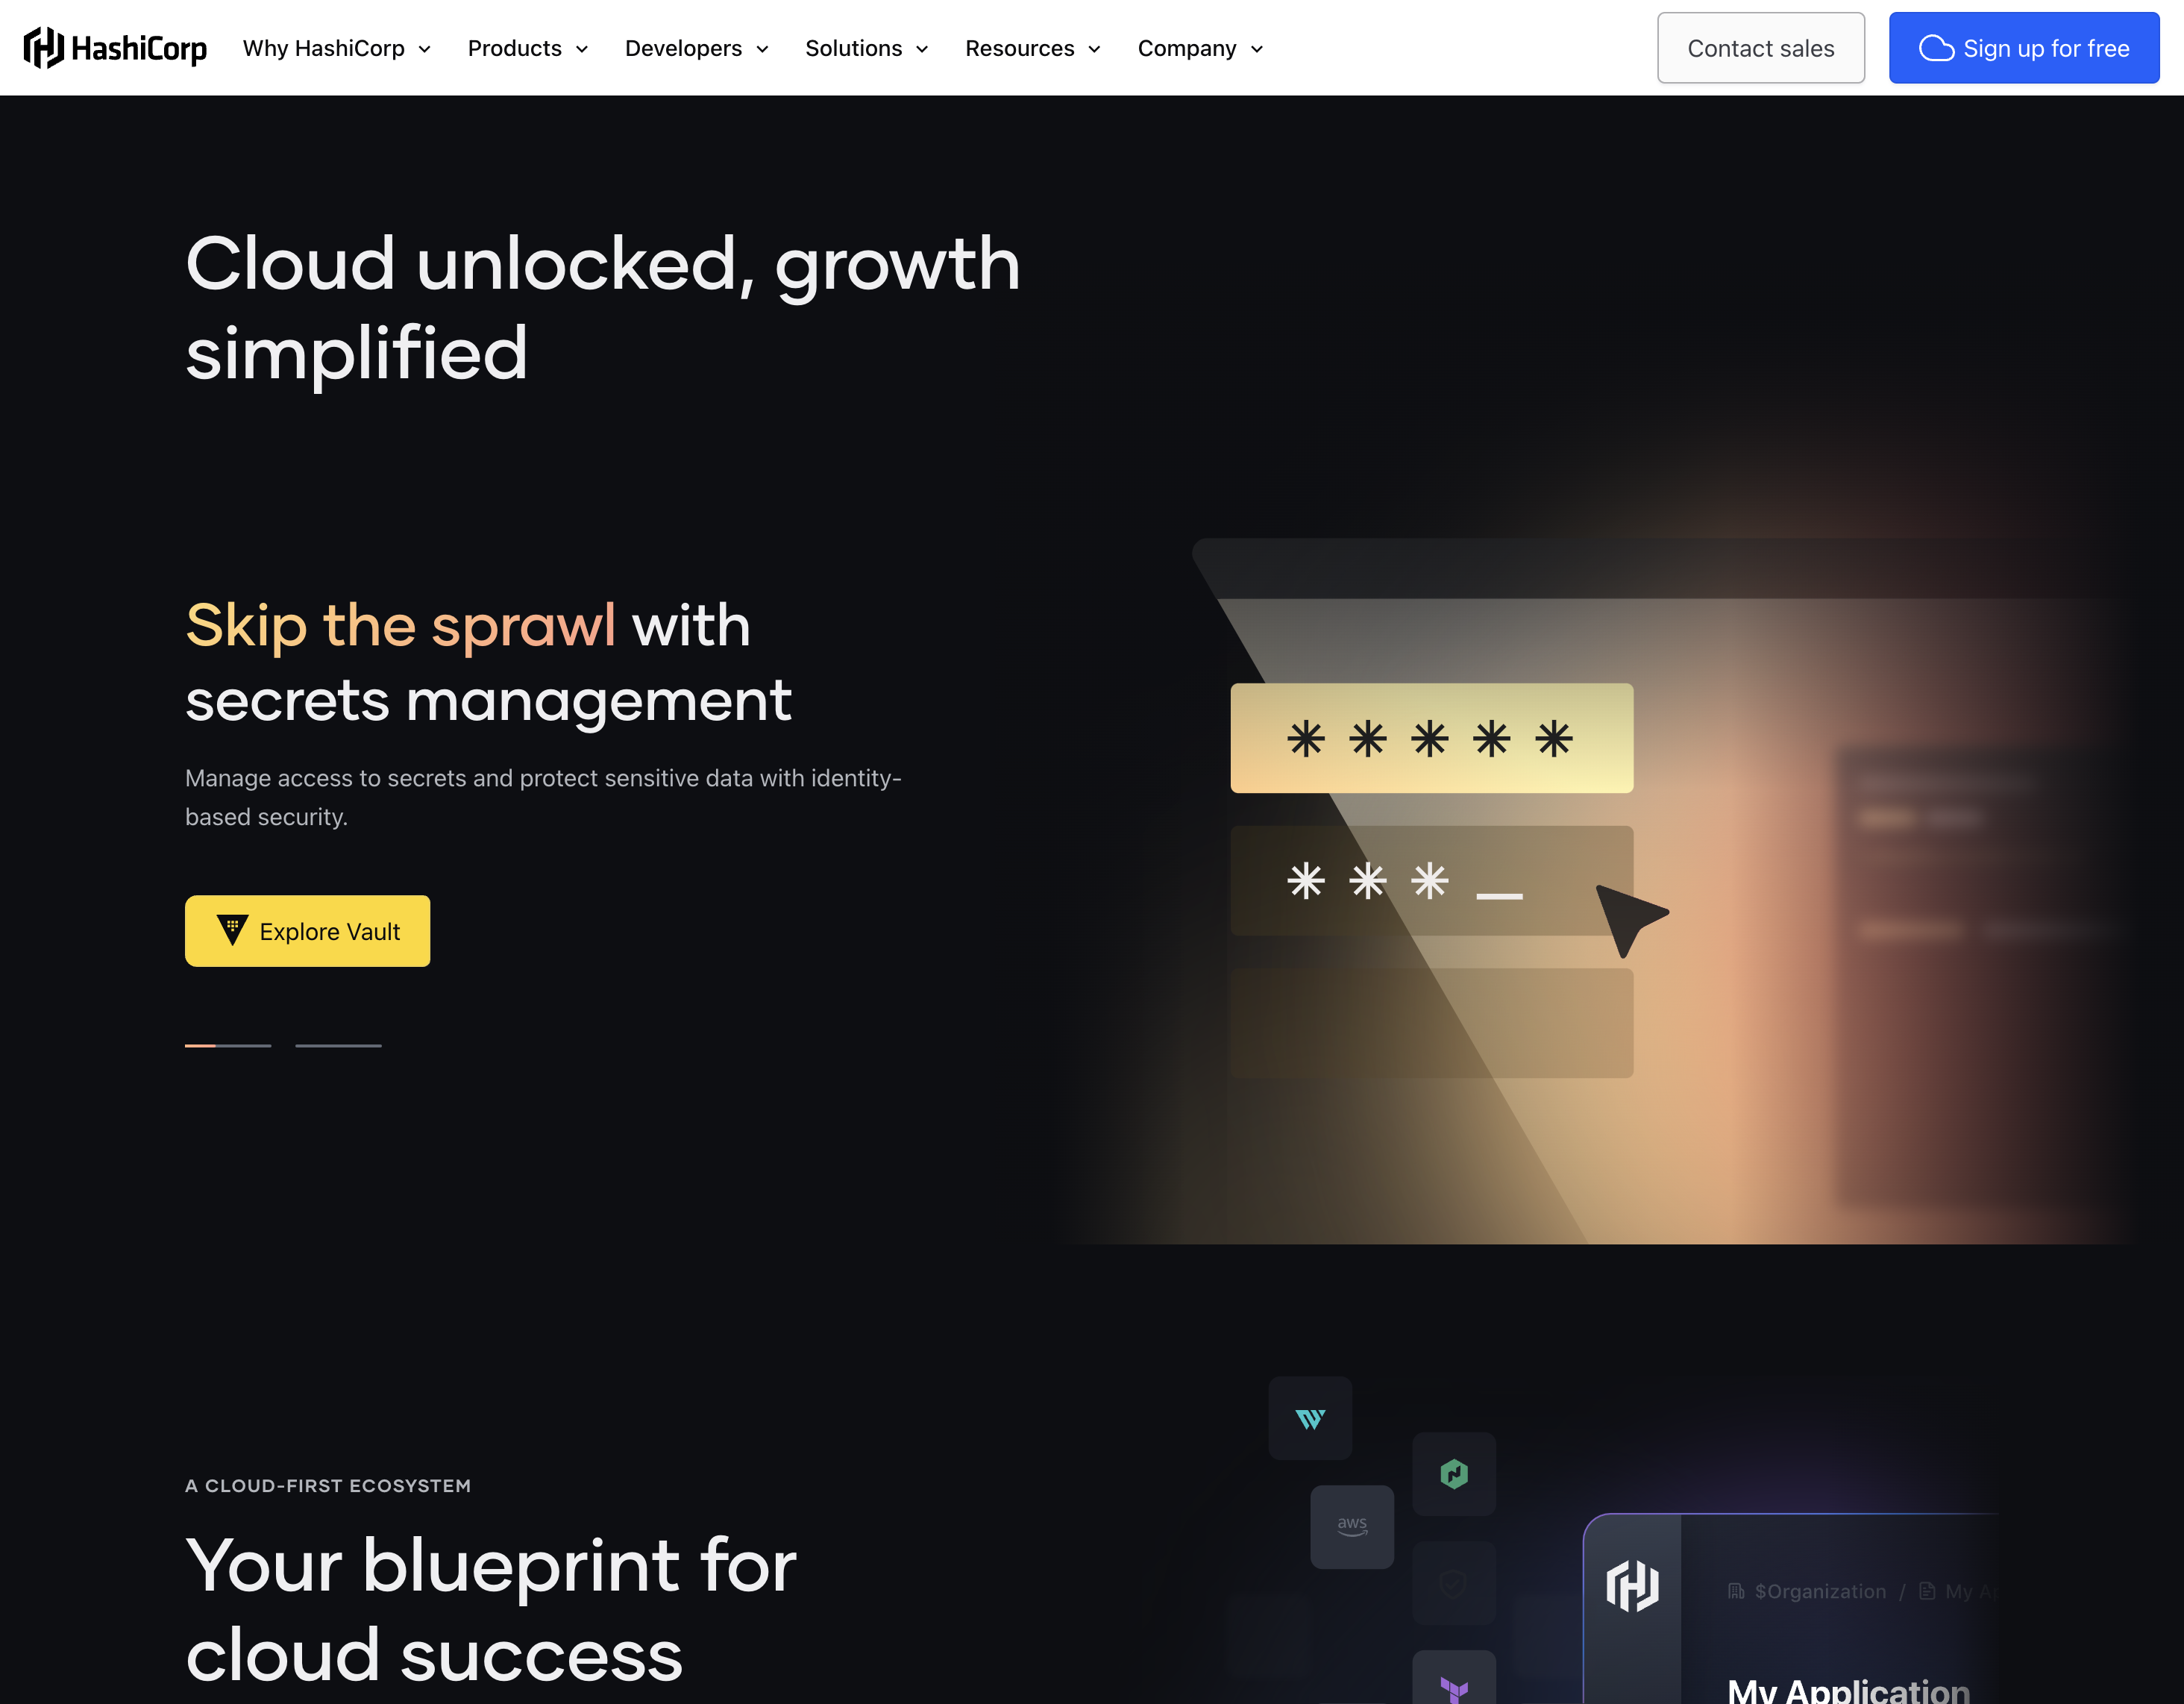 HashiCorp
Why HashiCorp
Products
Developers
Solutions
Resources
Company
Contact sales
Sign up for free
Cloud unlocked, growth
simplified
Skip the sprawl with
secrets management
Manage access to secrets and protect sensitive data with identity-
based security.
Explore Vault
* * * * *
* * * _
A CLOUD-FIRST ECOSYSTEM
Your blueprint for
cloud success
aws
$Organization / My A
My Application